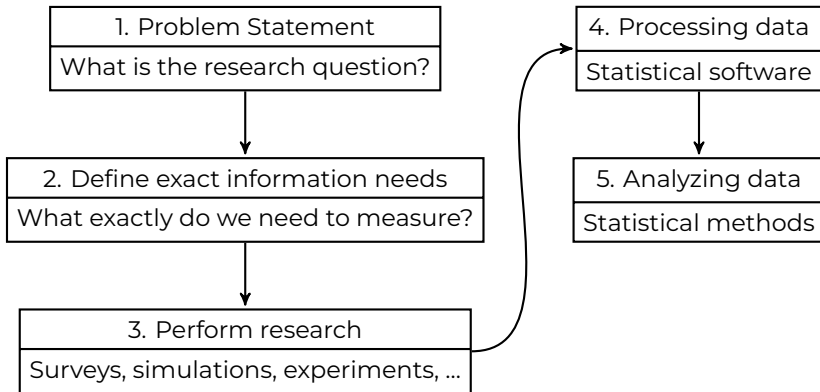 1. Problem Statement
What is the research question?
2. Define exact information needs
What exactly do we need to measure?
3. Perform research
Surveys, simulations, experiments, ...
4. Processing data
Statistical software
5. Analyzing data
Statistical methods